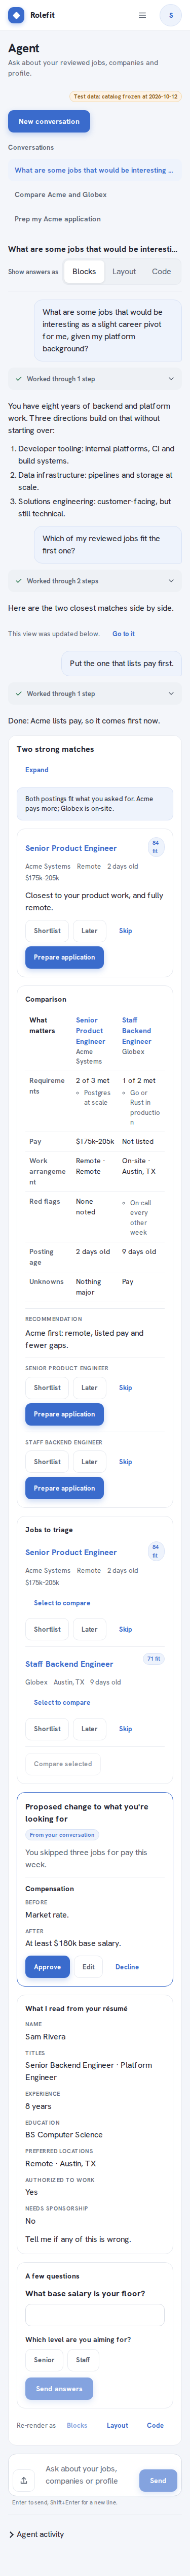 Rolefit
S
Agent
Ask about your reviewed jobs, companies and
profile.
Test data: catalog frozen at 2026-10-12
New conversation
Conversations
What are some jobs that would be interesting ...
Compare Acme and Globex
Prep my Acme application
What are some jobs that would be interesti...
Show answers as
Blocks
Layout
Code
What are some jobs that would be
interesting as a slight career pivot
for me, given my platform
background?
Worked through 1 step
You have eight years of backend and platform
work. Three directions build on that without
starting over:
1. Developer tooling: internal platforms, CI and
build systems.
2. Data infrastructure: pipelines and storage at
scale.
3. Solutions engineering: customer-facing, but
still technical.
Which of my reviewed jobs fit the
first one?
Worked through 2 steps
Here are the two closest matches side by side.
This view was updated below.
Go to it
Put the one that lists pay first.
Worked through 1 step
Done: Acme lists pay, so it comes first now.
Two strong matches
Expand
Both postings fit what you asked for. Acme
pays more; Globex is on-site.
Senior Product Engineer
84
fit
Acme Systems Remote 2 days old
$175k-205k
Closest to your product work, and fully
remote.
Shortlist
Later
Skip
Prepare application
Comparison
What
matters
Senior
Product
Engineer
Acme
Systems
Staff
Backend
Engineer
Globex
Requireme
nts
2 of 3 met
Postgres
at scale
1 of 2 met
Go or
Rust in
productio
n
Pay
$175k-205k
Not listed
Work
arrangeme
nt
Remote -
Remote
On-site -
Austin, TX
Red flags
None
noted
On-call
every
other
week
Posting
age
2 days old
9 days old
Unknowns
Nothing
major
Pay
RECOMMENDATION
Acme first: remote, listed pay and
fewer gaps.
SENIOR PRODUCT ENGINEER
Shortlist
Later
Skip
Prepare application
STAFF BACKEND ENGINEER
Shortlist
Later
Skip
Prepare application
Jobs to triage
Senior Product Engineer
84
fit
Acme Systems Remote 2 days old
$175k-205k
Select to compare
Shortlist
Later
Skip
Staff Backend Engineer
71 fit
Globex Austin, TX 9 days old
Select to compare
Shortlist
Later
Skip
Compare selected
Proposed change to what you're
looking for
From your conversation
You skipped three jobs for pay this
week.
Compensation
BEFORE
Market rate.
AFTER
At least $180k base salary.
Approve
Edit
Decline
What I read from your résumé
NAME
Sam Rivera
TITLES
Senior Backend Engineer · Platform
Engineer
EXPERIENCE
8 years
EDUCATION
BS Computer Science
PREFERRED LOCATIONS
Remote · Austin, TX
AUTHORIZED TO WORK
Yes
NEEDS SPONSORSHIP
No
Tell me if any of this is wrong.
A few questions
What base salary is your floor?
Which level are you aiming for?
Senior
Staff
Send answers
Re-render as
Blocks
Layout
Code
Ask about your jobs,
companies or profile
Send
Enter to send, Shift+Enter for a new line.
Agent activity